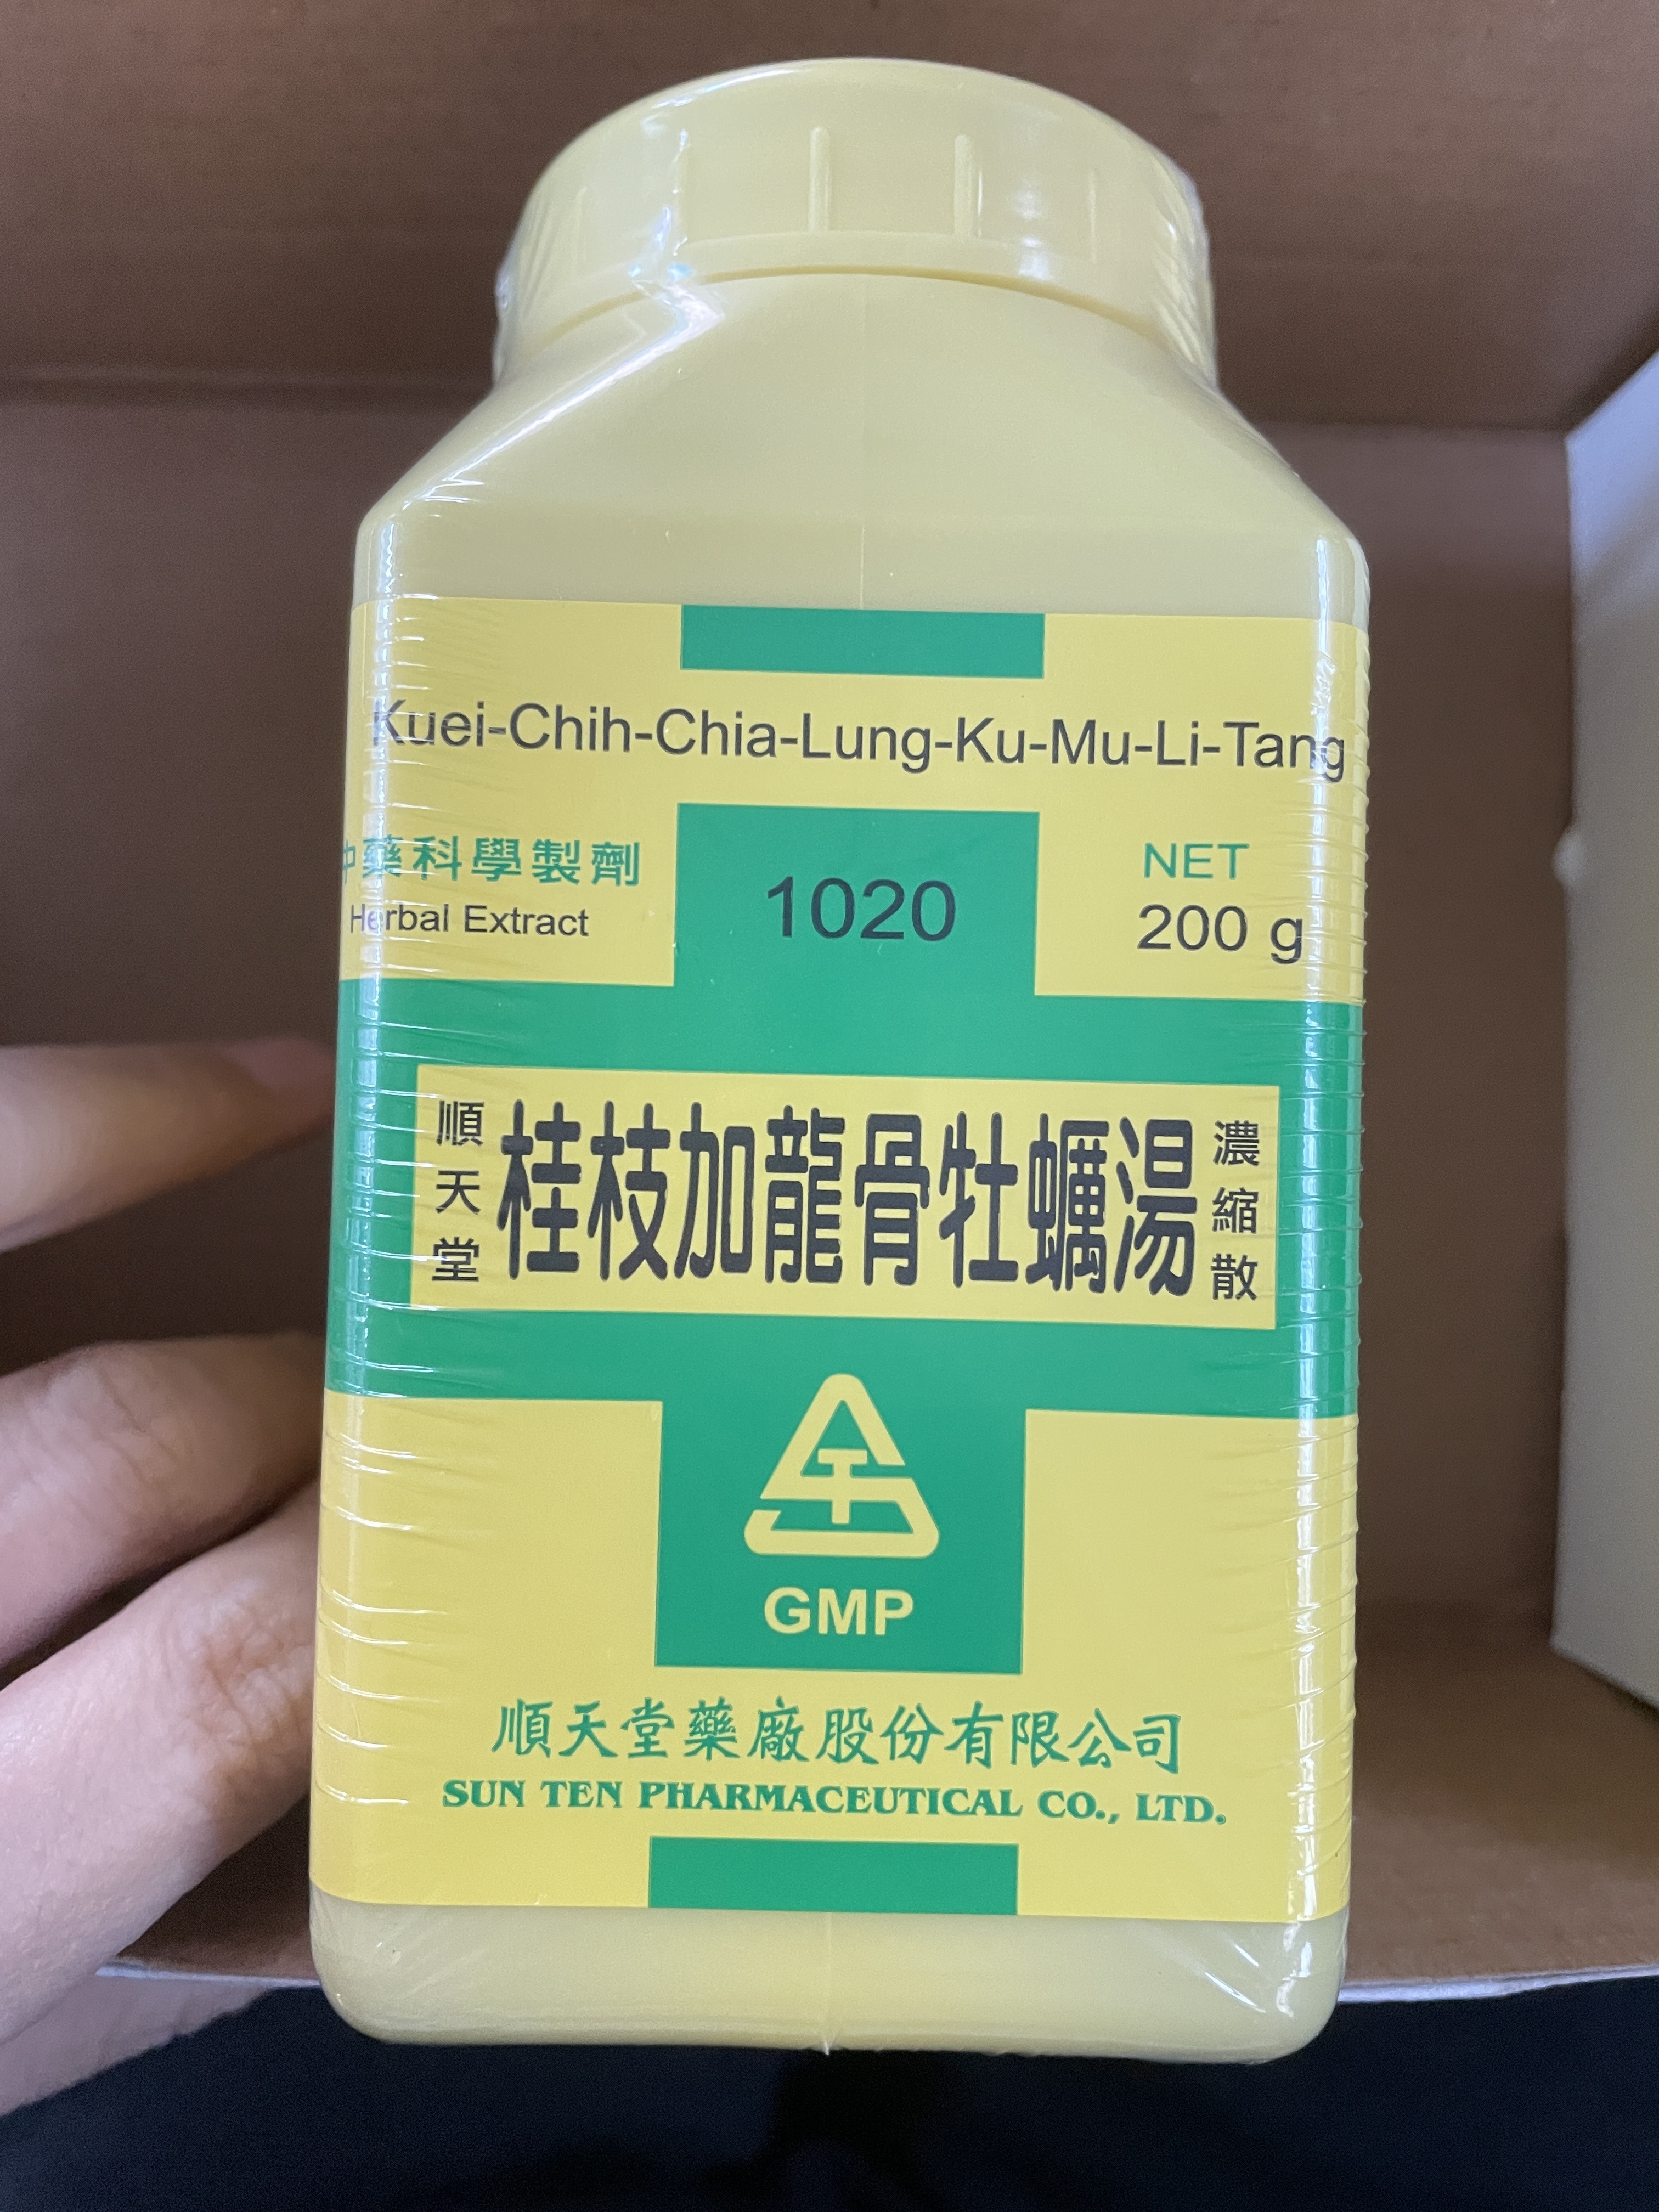 Kuei-Chih-Chia-Lung-Ku-Mu-Li-Tang
中藥科學製劑
Herbal Extract
1020
NET
200 g
順天堂
桂枝加龍骨牡蠣湯
濃縮散
GMP
順天堂藥廠股份有限公司
SUN TEN PHARMACEUTICAL CO., LTD.